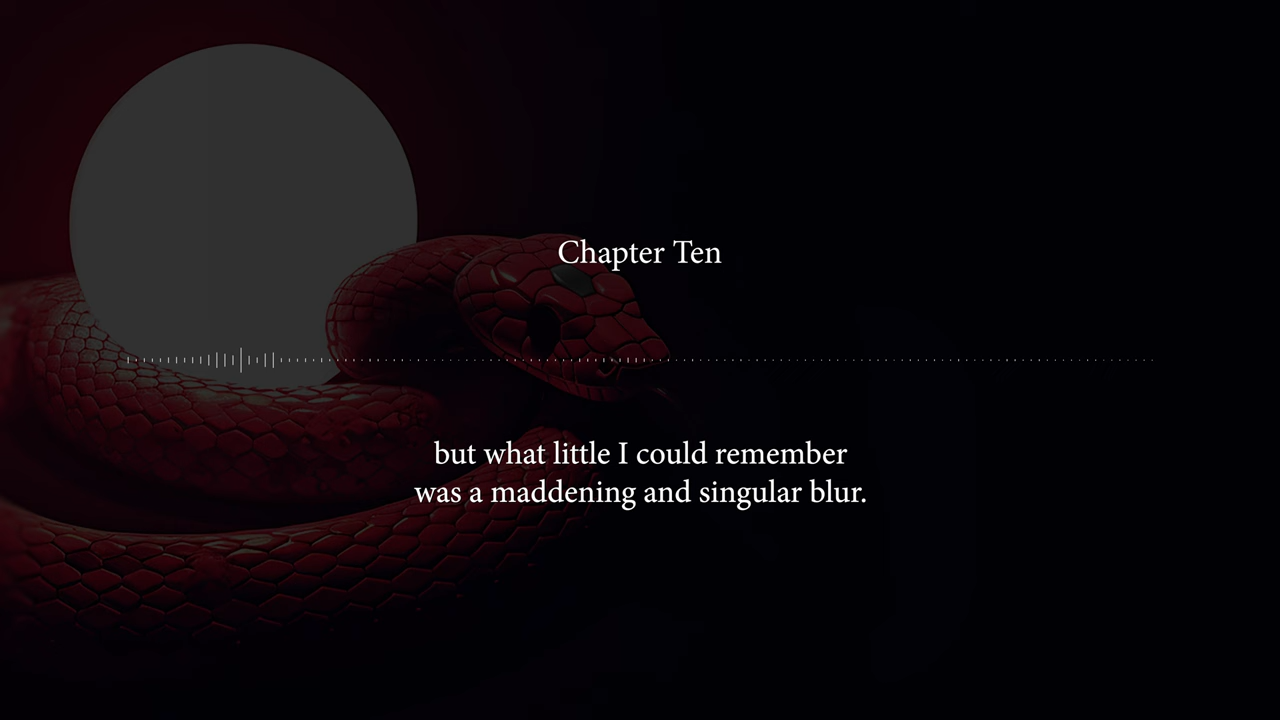 Chapter Ten
but what little I could remember
was a maddening and singular blur.